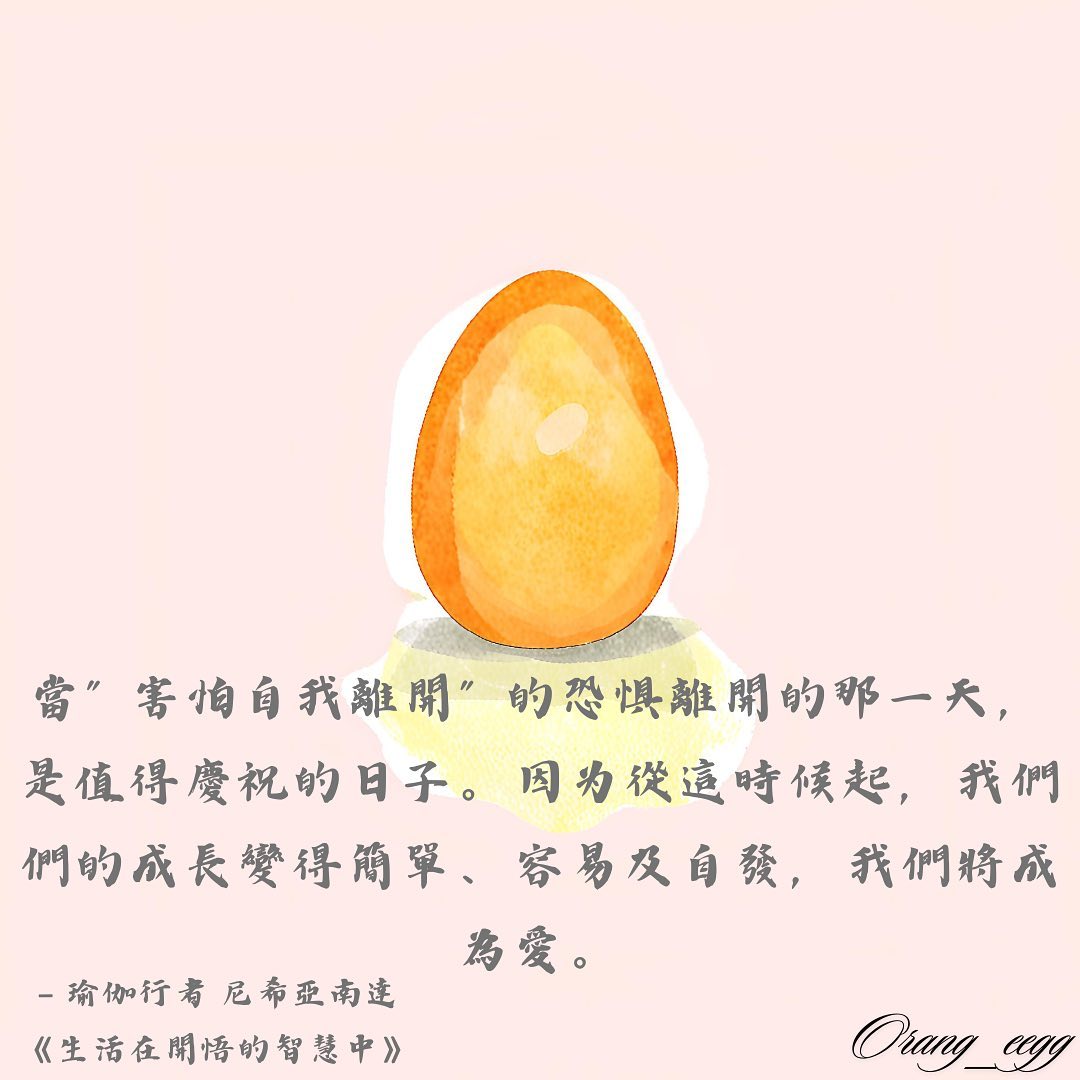 當"害怕自我離開"的恐惧離開的那一天，
是值得慶祝的日子。因为從這時候起，我們
們的成長變得簡單、容易及自發，我們將成
為愛。
- 瑜伽行者 尼希亞南達
《生活在開悟的智慧中》
Orang_eegg